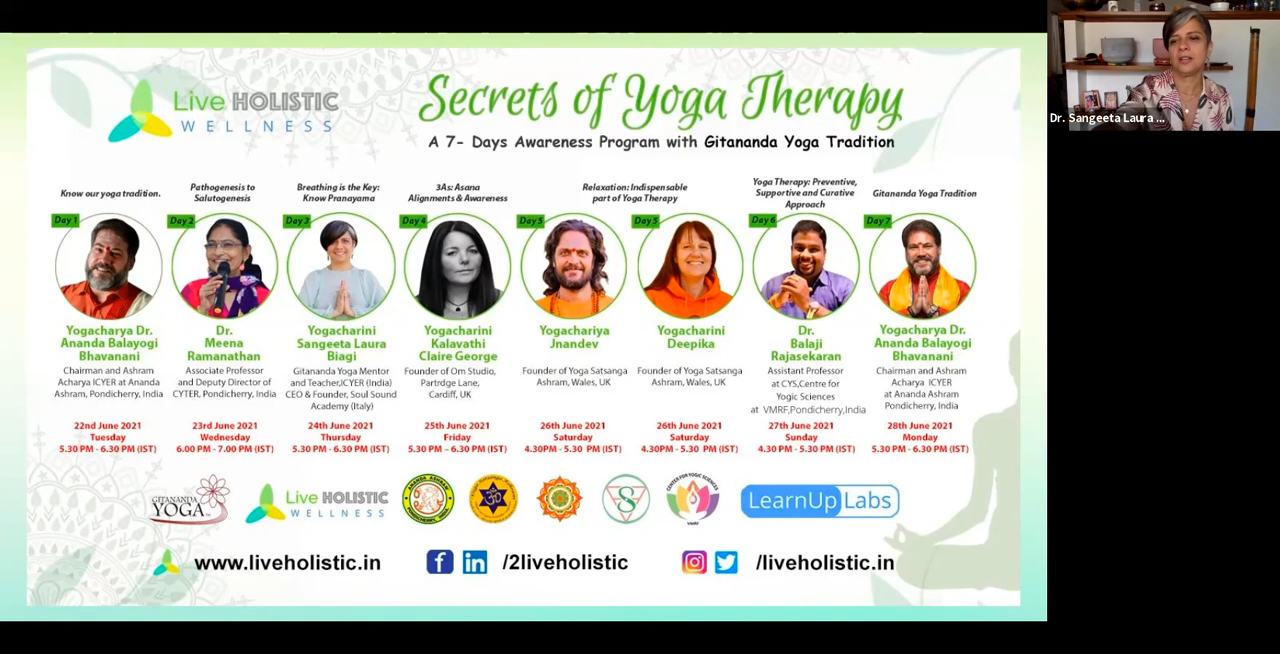 Live HOLISTIC
WELLNESS
Secrets of Yoga Therapy
A 7- Days Awareness Program with Gitananda Yoga Tradition
Dr. Sangeeta Laura ...
Know our yoga tradition.
Day 1
Yogacharya Dr.
Ananda Balayogi
Bhavanani
Chairman and Ashram
Acharya ICYER at Ananda
Ashram, Pondicherry, India
22nd June 2021
Tuesday
5.30 PM - 6.30 PM (IST)
Pathogenesis to
Salutogenesis
Day 2
Dr.
Meena
Ramanathan
Associate Professor
and Deputy Director of
CYTER, Pondicherry, India
23rd June 2021
Wednesday
6.00 PM - 7.00 PM (IST)
Breathing is the Key:
Know Pranayama
Day 3
Yogacharini
Sangeeta Laura
Biagi
Gitananda Yoga Mentor
and Teacher,ICYER (India)
CEO & Founder, Soul Sound
Academy (Italy)
24th June 2021
Thursday
5.30 PM - 6.30 PM (IST)
3As: Asana
Alignments & Awareness
Day 4
Yogacharini
Kalavathi
Claire George
Founder of Om Studio,
Partrdge Lane,
Cardiff, UK
25th June 2021
Friday
5.30 PM – 6.30 PM (IST)
Relaxation: Indispensable
part of Yoga Therapy
Day 5
Yogachariya
Jnandev
Founder of Yoga Satsanga
Ashram, Wales, UK
26th June 2021
Saturday
4.30PM - 5.30 PM (IST)
Day 5
Yogacharini
Deepika
Founder of Yoga Satsanga
Ashram, Wales, UK
26th June 2021
Saturday
4.30PM - 5.30 PM (IST)
Yoga Therapy: Preventive,
Supportive and Curative
Approach
Day 6
Dr.
Balaji
Rajasekaran
Assistant Professor
at CYS,Centre for
Yogic Sciences
at VMRF,Pondicherry,India
27th June 2021
Sunday
4.30 PM - 5.30 PM (IST)
Gitananda Yoga Tradition
Day 7
Yogacharya Dr.
Ananda Balayogi
Bhavanani
Chairman and Ashram
Acharya ICYER
at Ananda Ashram
Pondicherry, India
28th June 2021
Monday
5.30 PM - 6.30 PM (IST)
GITANANDA
YOGA
Live HOLISTIC
WELLNESS
CENTER FOR YOGIC SCIENCES
VMRF
LearnUp Labs
www.liveholistic.in
/2liveholistic
/liveholistic.in